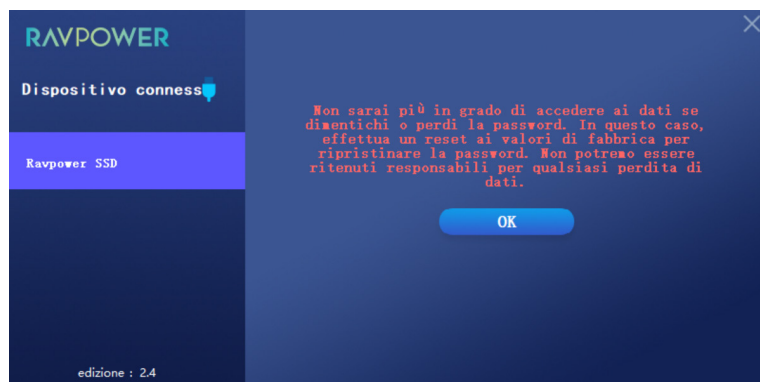 RAVPOWER
Dispositivo conness
Ravpower SSD
edizione : 2.4
Non sarai più in grado di accedere ai dati se
dimentichi o perdi la password. In questo caso,
effettua un reset ai valori di fabbrica per
ripristinare la password. Non potremo essere
ritenuti responsabili per qualsiasi perdita di
dati.
OK